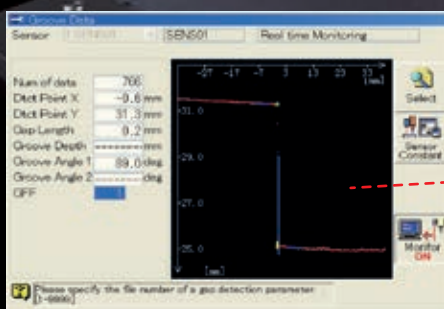 Groove Data
Sensor SENS01 Real time Monitoring
Num of data 766
Dtct Point X -9.6 mm
Dtct Point Y 31.3 mm
Gap Length 0.2 mm
Groove Depth ------ mm
Groove Angle 1 89.0 deg
Groove Angle 2 ------ deg
GFF 1
-27 -17 -7 3 13 23 33
[mm]
31.0
29.0
27.0
25.0
[mm]
Select
Sensor
Constant
Monitor
ON
Please specify the file number of a gap detection parameter
[1-9999]